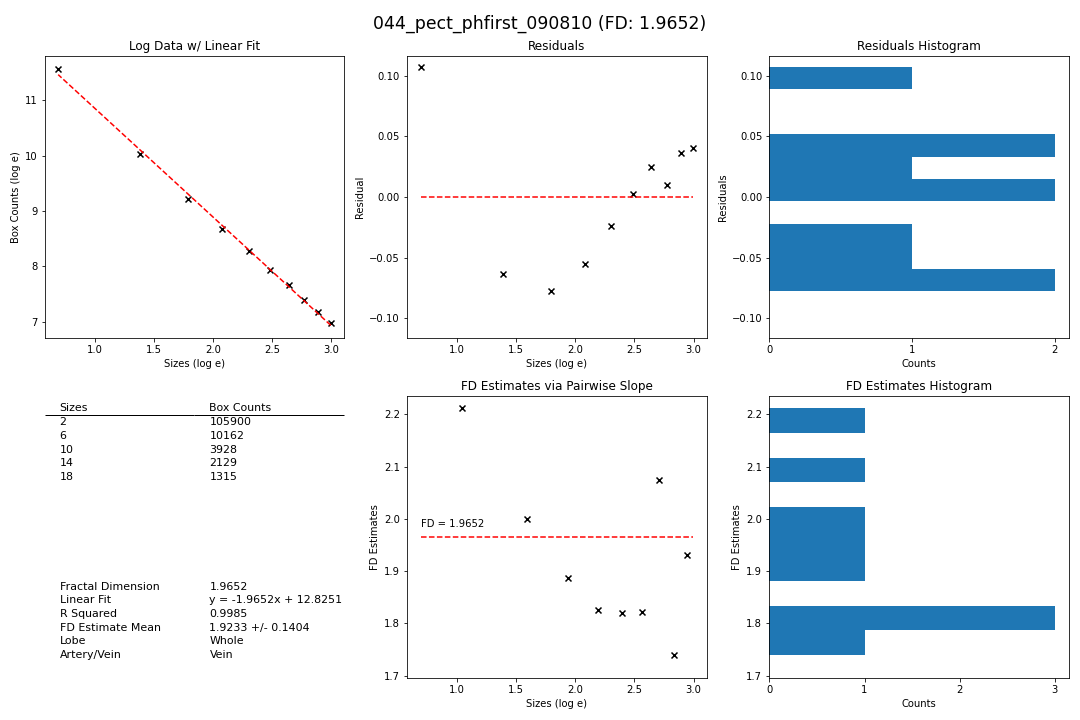 044_pect_phfirst_090810 (FD: 1.9652)
Log Data w/ Linear Fit
Box Counts (log e)
11
10
9
8
7
1.0 1.5 2.0 2.5 3.0
Sizes (log e)
Residuals
Residual
0.10
0.05
0.00
−0.05
−0.10
1.0 1.5 2.0 2.5 3.0
Sizes (log e)
Residuals Histogram
Residuals
0.10
0.05
0.00
−0.05
−0.10
0 1 2
Counts
Sizes Box Counts
2 105900
6 10162
10 3928
14 2129
18 1315
Fractal Dimension 1.9652
Linear Fit y = -1.9652x + 12.8251
R Squared 0.9985
FD Estimate Mean 1.9233 +/- 0.1404
Lobe Whole
Artery/Vein Vein
FD Estimates via Pairwise Slope
FD Estimates
2.2
2.1
2.0
1.9
1.8
1.7
FD = 1.9652
1.0 1.5 2.0 2.5 3.0
Sizes (log e)
FD Estimates Histogram
FD Estimates
2.2
2.1
2.0
1.9
1.8
1.7
0 1 2 3
Counts